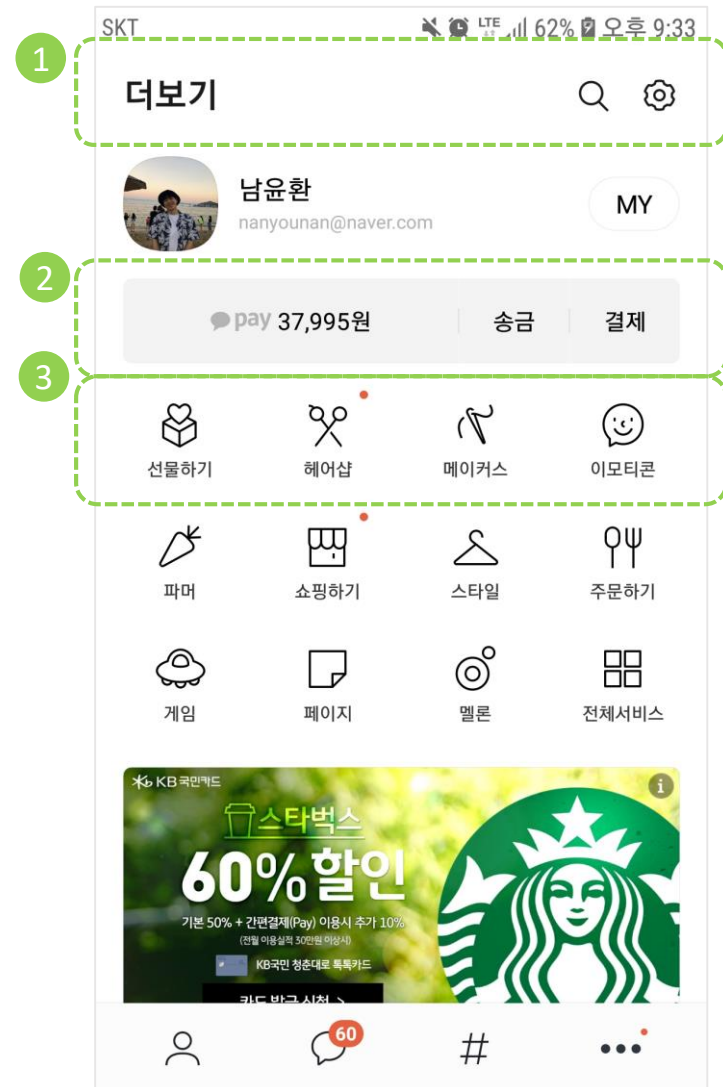 SKT LTE 62% 오후 9:33
1
더보기
남윤환
nanyounan@naver.com
MY
2
pay 37,995원 송금 결제
3
선물하기 헤어샵 메이커스 이모티콘
파머 쇼핑하기 스타일 주문하기
게임 페이지 멜론 전체서비스
KB국민카드
스타벅스
60% 할인
기본 50% + 간편결제(Pay) 이용시 추가 10%
(전월 이용실적 30만원 이상시)
KB국민 청춘대로 톡톡카드
카드 발급 신청 >
60
#